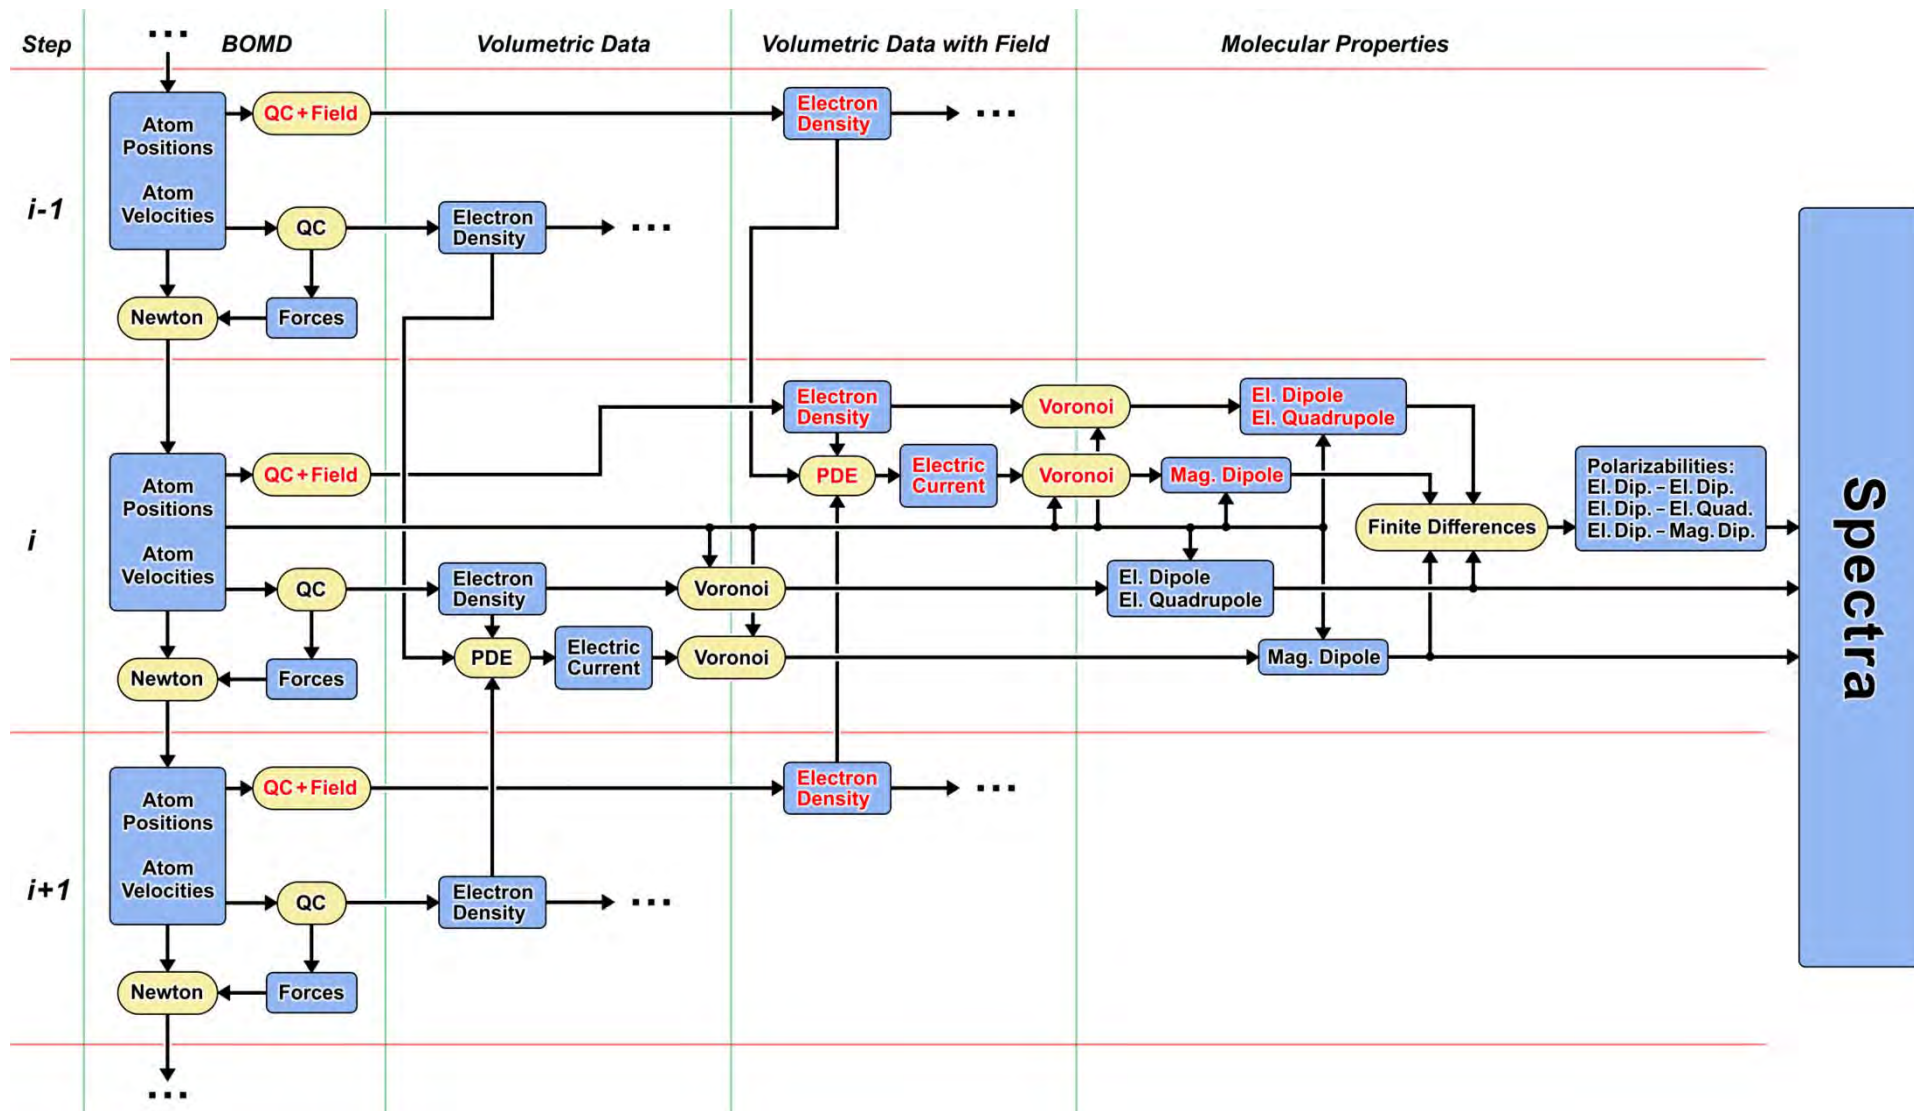 Step
BOMD
Volumetric Data
Volumetric Data with Field
Molecular Properties
...
i-1
Atom
Positions
Atom
Velocities
QC+Field
Electron
Density
...
QC
Electron
Density
...
Newton
Forces
i
Atom
Positions
Atom
Velocities
QC+Field
Electron
Density
Voronoi
El. Dipole
El. Quadrupole
PDE
Electric
Current
Voronoi
Mag. Dipole
Finite Differences
Polarizabilities:
El. Dip. – El. Dip.
El. Dip. – El. Quad.
El. Dip. – Mag. Dip.
QC
Electron
Density
Voronoi
El. Dipole
El. Quadrupole
PDE
Electric
Current
Voronoi
Mag. Dipole
Newton
Forces
i+1
Atom
Positions
Atom
Velocities
QC+Field
Electron
Density
...
QC
Electron
Density
...
Newton
Forces
...
Spectra